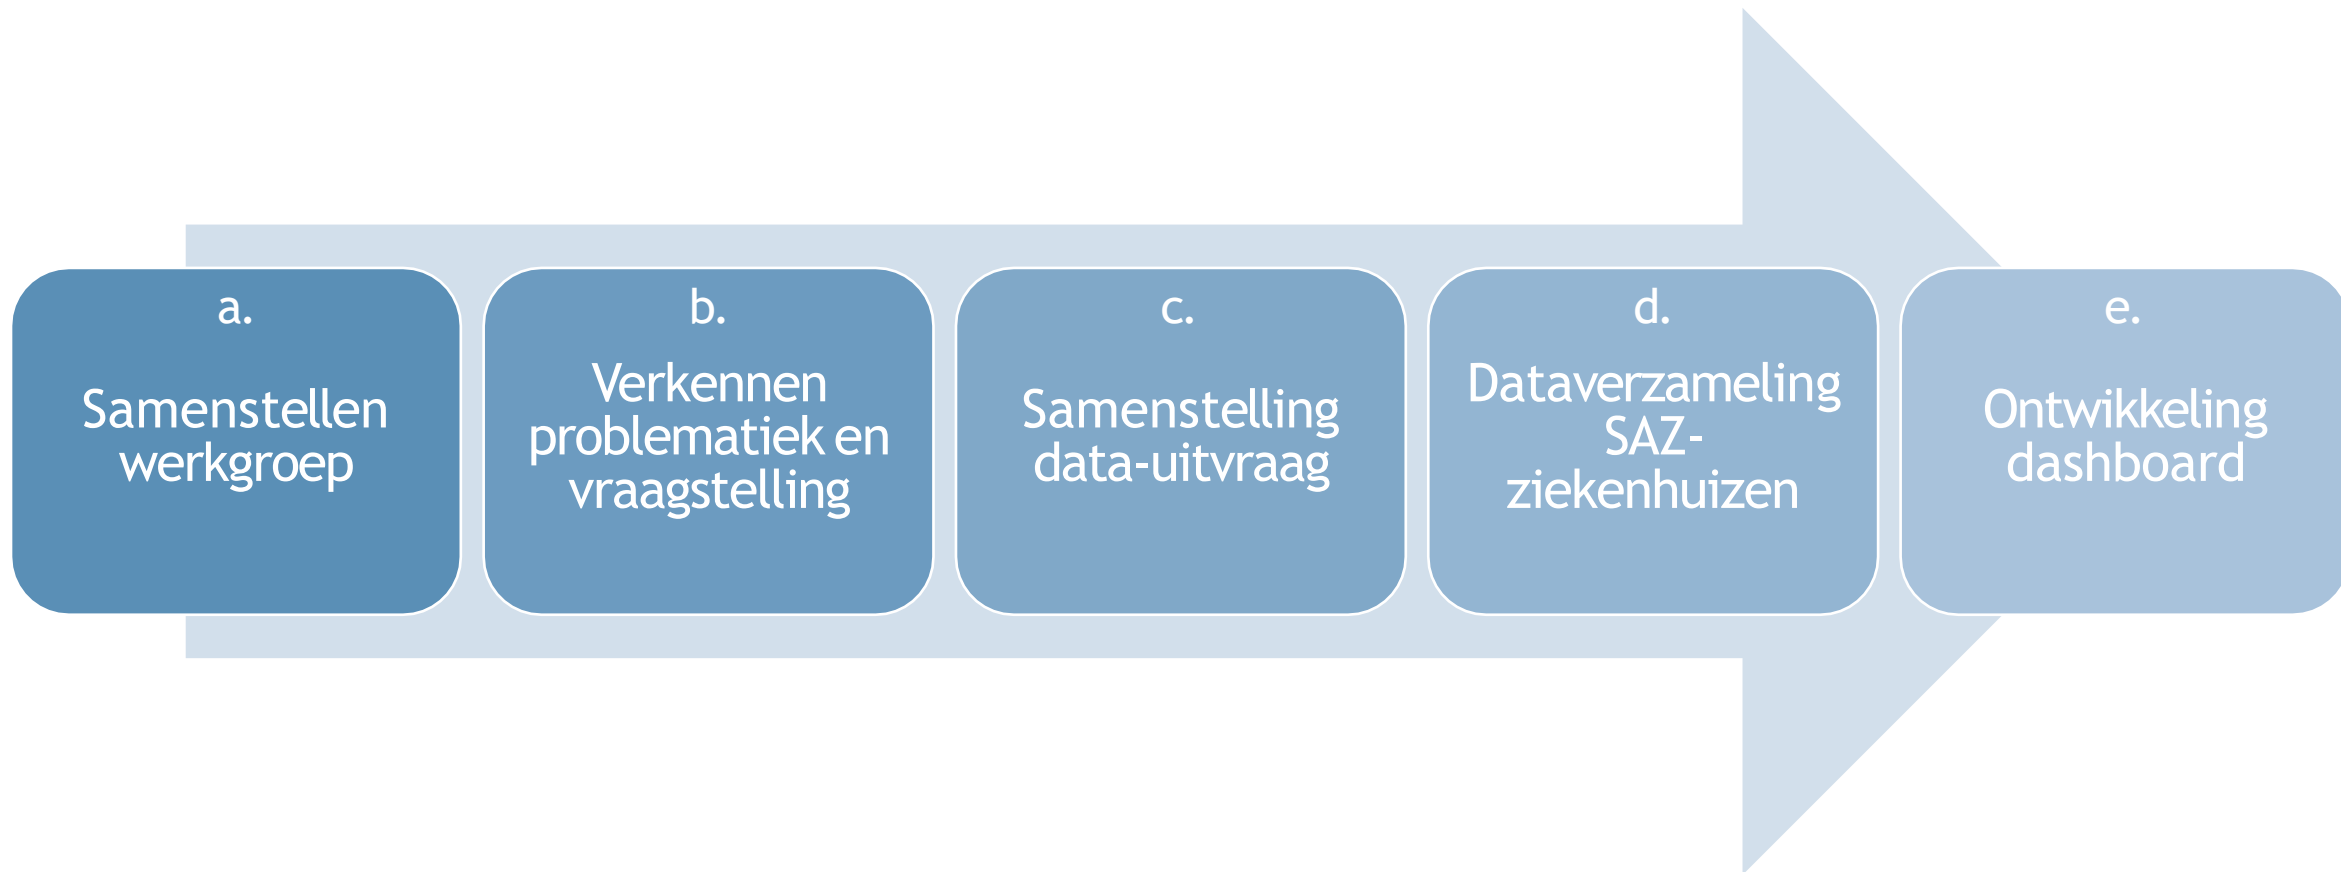 a.
Samenstellen
werkgroep
b.
Verkennen
problematiek en
vraagstelling
c.
Samenstelling
data-uitvraag
d.
Dataverzameling
SAZ-
ziekenhuizen
e.
Ontwikkeling
dashboard